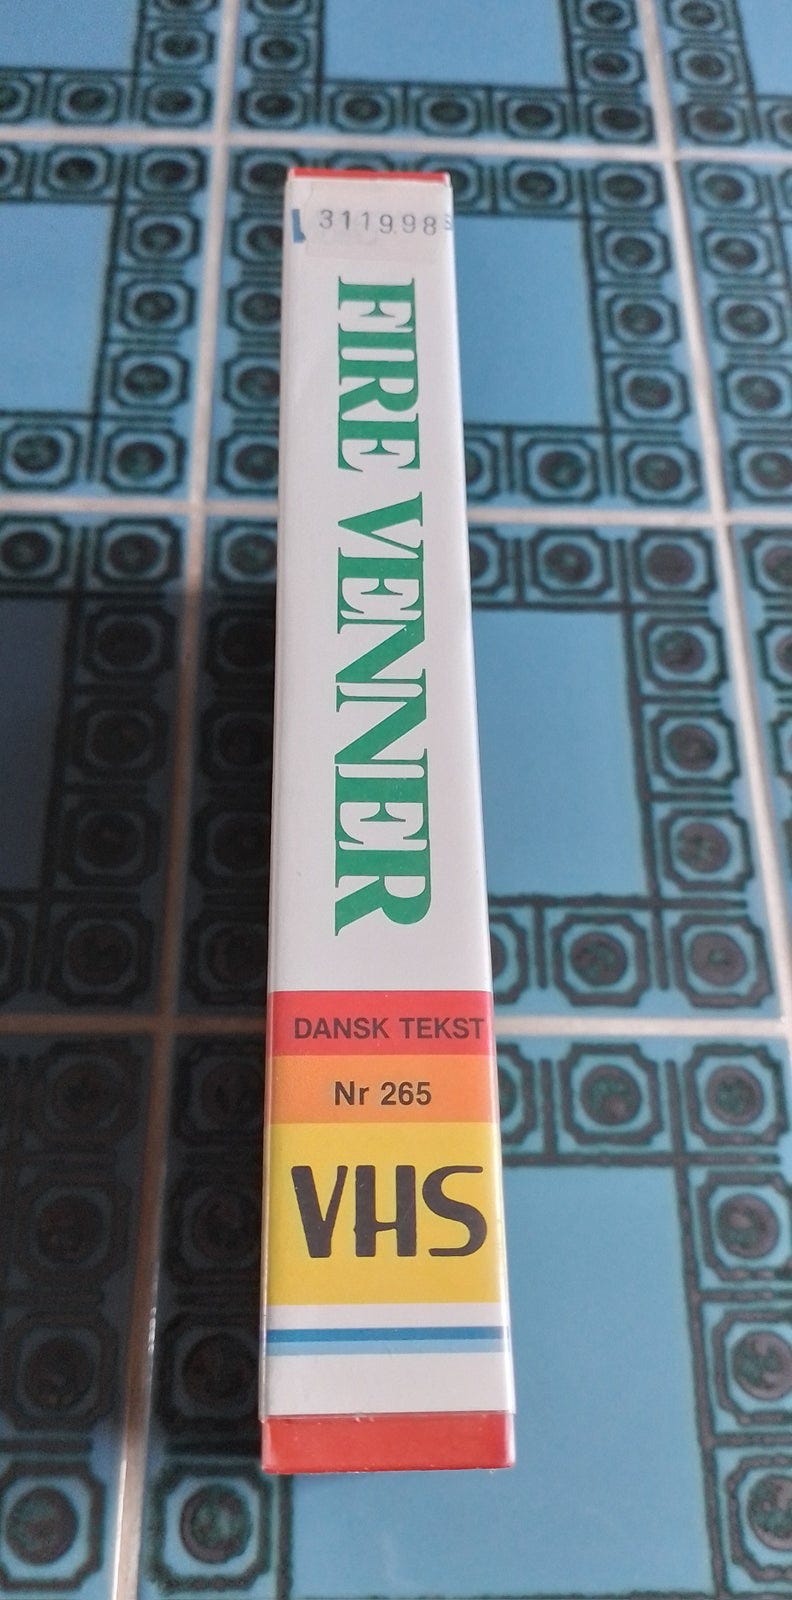 311998
FIRE VENNER
DANSK TEKST
Nr 265
VHS